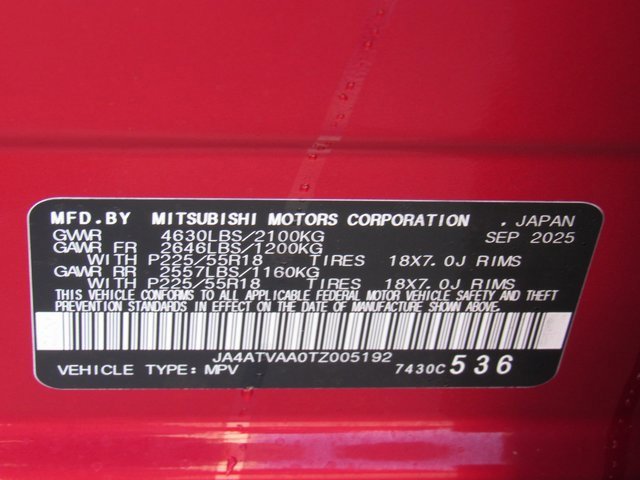 MFD.BY MITSUBISHI MOTORS CORPORATION . JAPAN
GVWR 4630LBS/2100KG SEP 2025
GAWR FR 2646LBS/1200KG
WITH P225/55R18 TIRES 18X7.0J RIMS
GAWR RR 2557LBS/1160KG
WITH P225/55R18 TIRES 18X7.0J RIMS
THIS VEHICLE CONFORMS TO ALL APPLICABLE FEDERAL MOTOR VEHICLE SAFETY AND THEFT
PREVENTION STANDARDS IN EFFECT ON THE DATE OF MANUFACTURE SHOWN ABOVE.
JA4ATVAA0TZ005192
VEHICLE TYPE: MPV 7430C 536